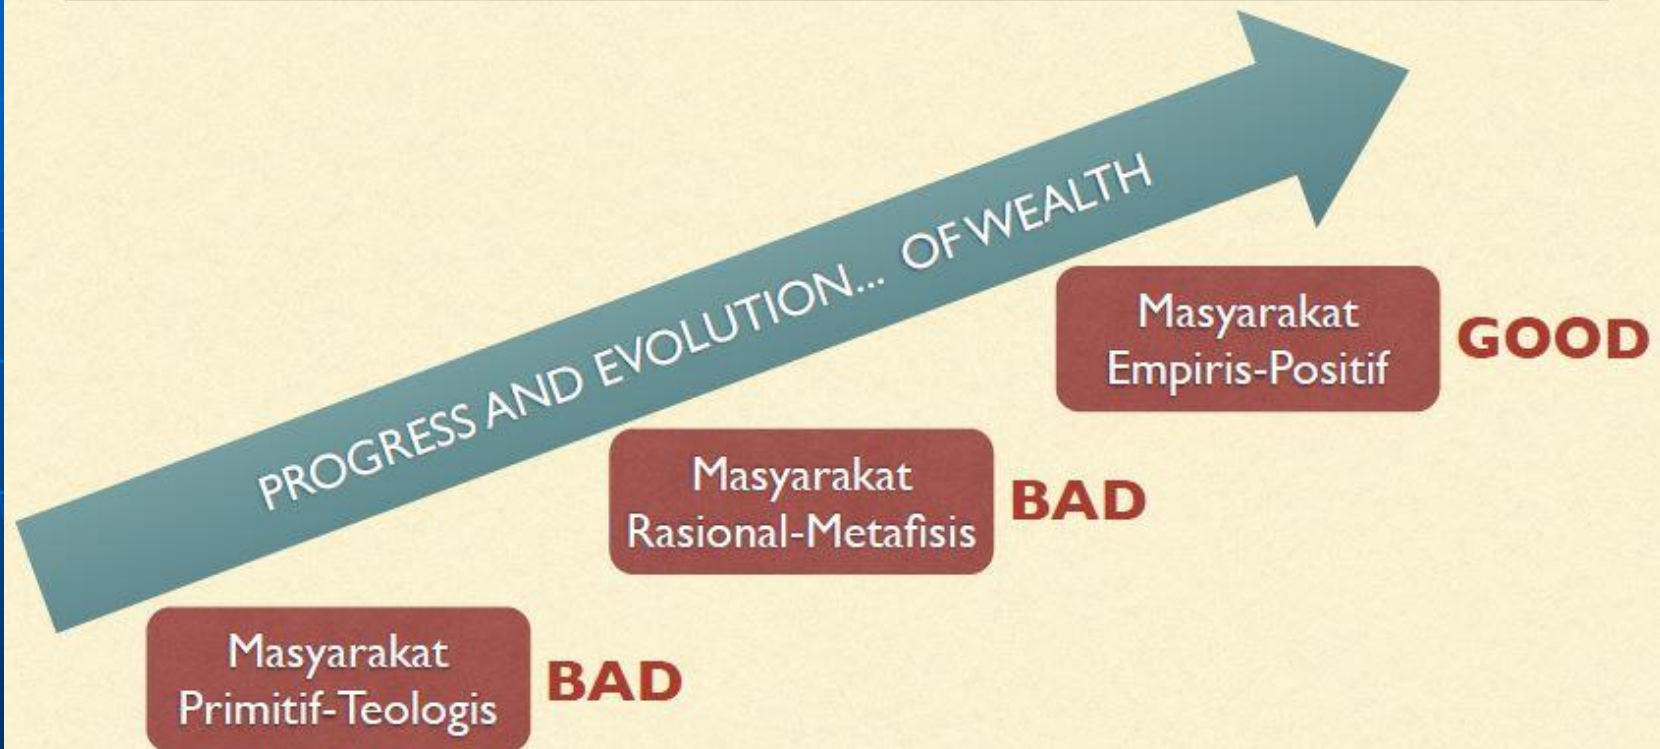 PROGRESS AND EVOLUTION... OF WEALTH
Masyarakat
Empiris-Positif
GOOD
Masyarakat
Rasional-Metafisis
BAD
Masyarakat
Primitif-Teologis
BAD